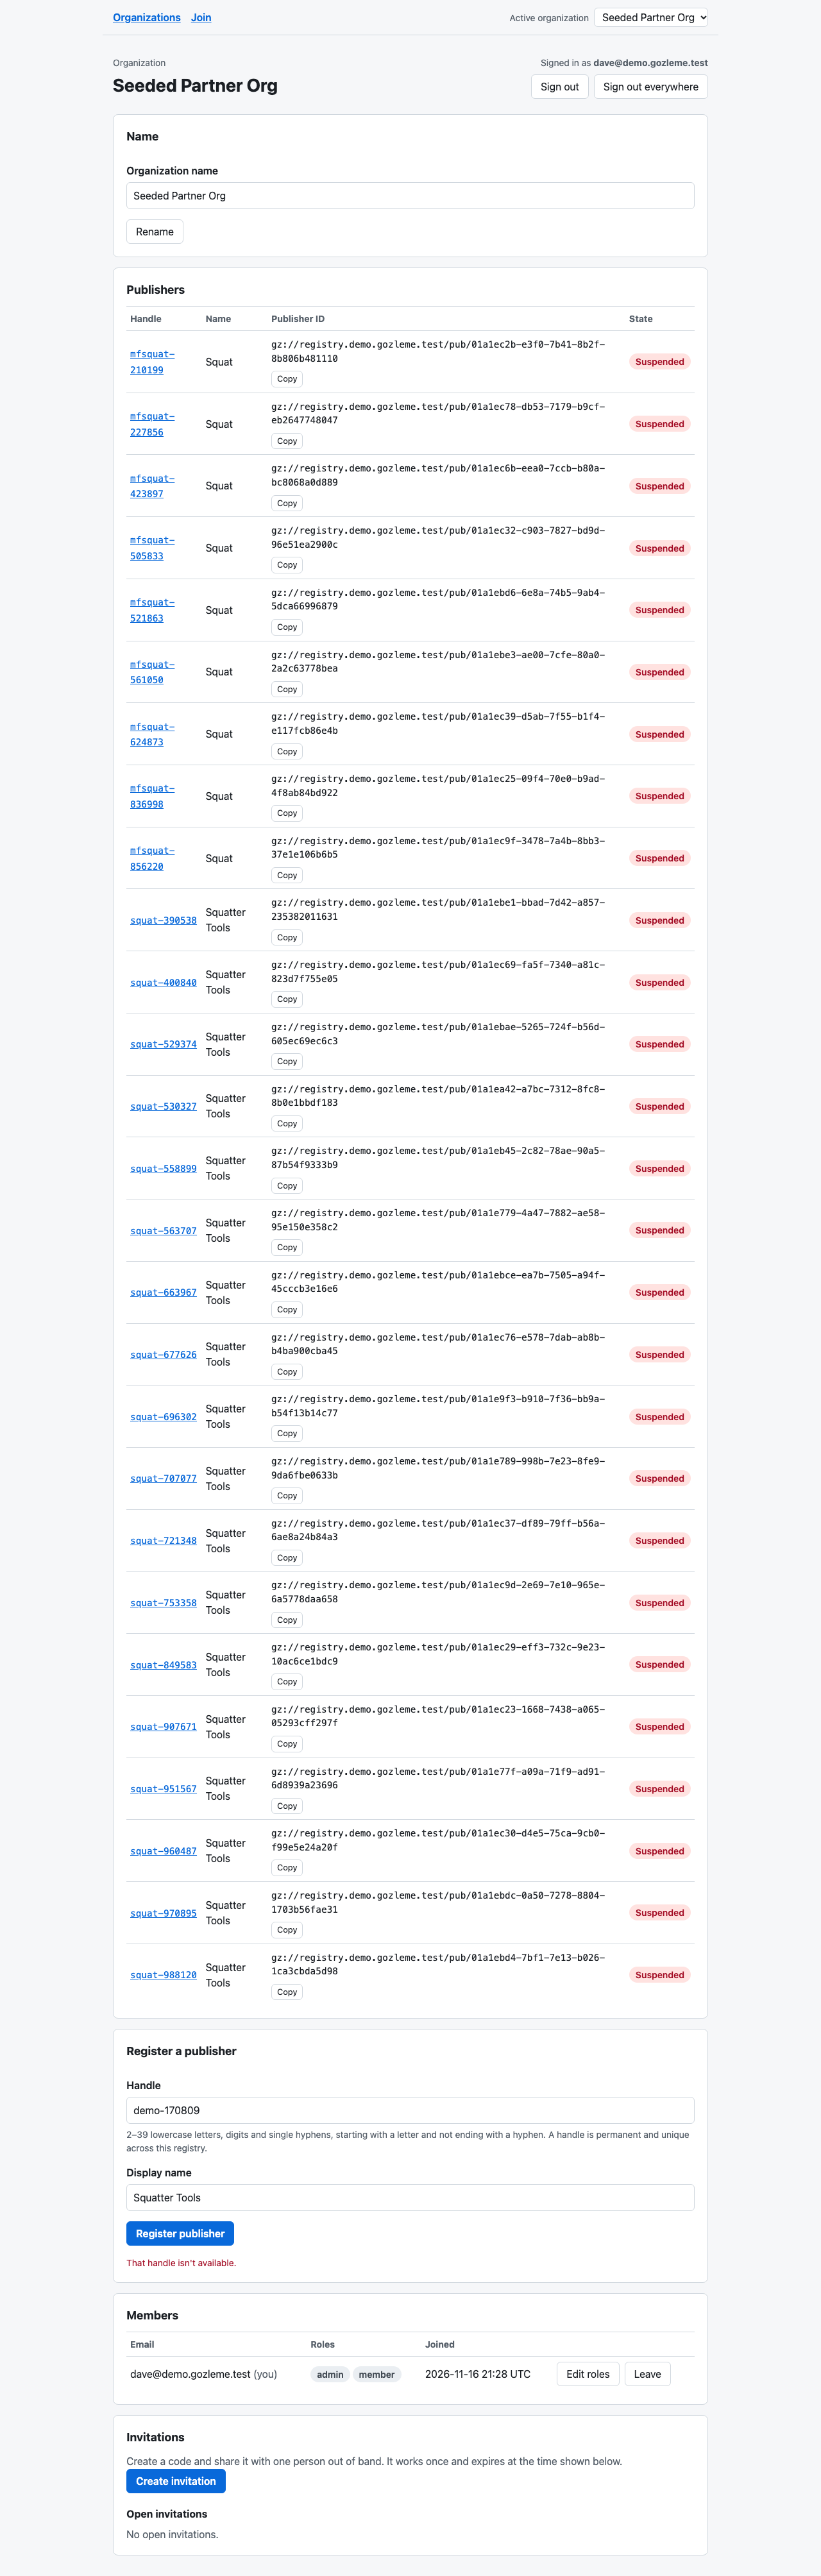 Organizations Join Active organization Seeded Partner Org
Organization Signed in as dave@demo.gozleme.test
Seeded Partner Org Sign out Sign out everywhere
Name
Organization name
Seeded Partner Org
Rename
Publishers
Handle Name Publisher ID State
mfsquat-210199 Squat gz://registry.demo.gozleme.test/pub/01a1ec2b-e3f0-7b41-8b2f-8b806b481110 Copy Suspended
mfsquat-227856 Squat gz://registry.demo.gozleme.test/pub/01a1ec78-db53-7179-b9cf-eb2647748047 Copy Suspended
mfsquat-423897 Squat gz://registry.demo.gozleme.test/pub/01a1ec6b-eea0-7ccb-b80a-bc8068a0d889 Copy Suspended
mfsquat-505833 Squat gz://registry.demo.gozleme.test/pub/01a1ec32-c903-7827-bd9d-96e51ea2900c Copy Suspended
mfsquat-521863 Squat gz://registry.demo.gozleme.test/pub/01a1ebd6-6e8a-74b5-9ab4-5dca66996879 Copy Suspended
mfsquat-561050 Squat gz://registry.demo.gozleme.test/pub/01a1ebe3-ae00-7cfe-80a0-2a2c63778bea Copy Suspended
mfsquat-624873 Squat gz://registry.demo.gozleme.test/pub/01a1ec39-d5ab-7f55-b1f4-e117fcb86e4b Copy Suspended
mfsquat-836998 Squat gz://registry.demo.gozleme.test/pub/01a1ec25-09f4-70e0-b9ad-4f8ab84bd922 Copy Suspended
mfsquat-856220 Squat gz://registry.demo.gozleme.test/pub/01a1ec9f-3478-7a4b-8bb3-37e1e106b6b5 Copy Suspended
squat-390538 Squatter Tools gz://registry.demo.gozleme.test/pub/01a1ebe1-bbad-7d42-a857-235382011631 Copy Suspended
squat-400840 Squatter Tools gz://registry.demo.gozleme.test/pub/01a1ec69-fa5f-7340-a81c-823d7f755e05 Copy Suspended
squat-529374 Squatter Tools gz://registry.demo.gozleme.test/pub/01a1ebae-5265-724f-b56d-605ec69ec6c3 Copy Suspended
squat-530327 Squatter Tools gz://registry.demo.gozleme.test/pub/01a1ea42-a7bc-7312-8fc8-8b0e1bbdf183 Copy Suspended
squat-558899 Squatter Tools gz://registry.demo.gozleme.test/pub/01a1eb45-2c82-78ae-90a5-87b54f9333b9 Copy Suspended
squat-563707 Squatter Tools gz://registry.demo.gozleme.test/pub/01a1e779-4a47-7882-ae58-95e150e358c2 Copy Suspended
squat-663967 Squatter Tools gz://registry.demo.gozleme.test/pub/01a1ebce-ea7b-7505-a94f-45cccb3e16e6 Copy Suspended
squat-677626 Squatter Tools gz://registry.demo.gozleme.test/pub/01a1ec76-e578-7dab-ab8b-b4ba900cba45 Copy Suspended
squat-696302 Squatter Tools gz://registry.demo.gozleme.test/pub/01a1e9f3-b910-7f36-bb9a-b54f13b14c77 Copy Suspended
squat-707077 Squatter Tools gz://registry.demo.gozleme.test/pub/01a1e789-998b-7e23-8fe9-9da6fbe0633b Copy Suspended
squat-721348 Squatter Tools gz://registry.demo.gozleme.test/pub/01a1ec37-df89-79ff-b56a-6ae8a24b84a3 Copy Suspended
squat-753358 Squatter Tools gz://registry.demo.gozleme.test/pub/01a1ec9d-2e69-7e10-965e-6a5778daa658 Copy Suspended
squat-849583 Squatter Tools gz://registry.demo.gozleme.test/pub/01a1ec29-eff3-732c-9e23-10ac6ce1bdc9 Copy Suspended
squat-907671 Squatter Tools gz://registry.demo.gozleme.test/pub/01a1ec23-1668-7438-a065-05293cff297f Copy Suspended
squat-951567 Squatter Tools gz://registry.demo.gozleme.test/pub/01a1e77f-a09a-71f9-ad91-6d8939a23696 Copy Suspended
squat-960487 Squatter Tools gz://registry.demo.gozleme.test/pub/01a1ec30-d4e5-75ca-9cb0-f99e5e24a20f Copy Suspended
squat-970895 Squatter Tools gz://registry.demo.gozleme.test/pub/01a1ebdc-0a50-7278-8804-1703b56fae31 Copy Suspended
squat-988120 Squatter Tools gz://registry.demo.gozleme.test/pub/01a1ebd4-7bf1-7e13-b026-1ca3cbda5d98 Copy Suspended
Register a publisher
Handle
demo-170809
2–39 lowercase letters, digits and single hyphens, starting with a letter and not ending with a hyphen. A handle is permanent and unique
across this registry.
Display name
Squatter Tools
Register publisher
That handle isn't available.
Members
Email Roles Joined
dave@demo.gozleme.test (you) admin member 2026-11-16 21:28 UTC Edit roles Leave
Invitations
Create a code and share it with one person out of band. It works once and expires at the time shown below.
Create invitation
Open invitations
No open invitations.